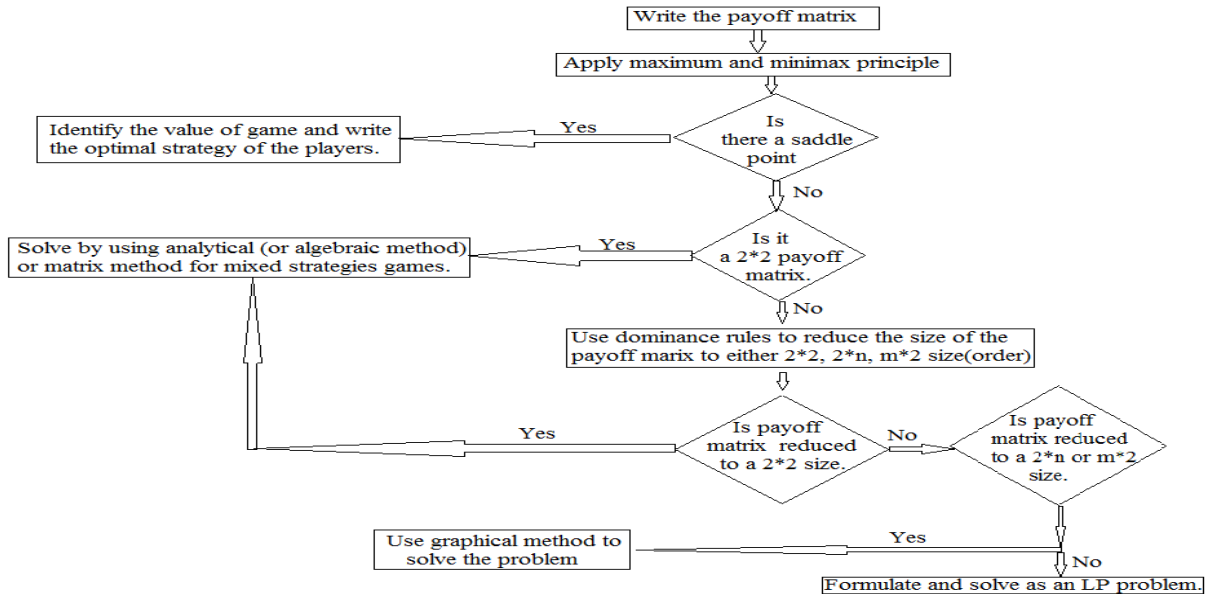 Write the payoff matrix
Apply maximum and minimax principle
Is
there a saddle
point
Yes
Identify the value of game and write
the optimal strategy of the players.
No
Is it
a 2*2 payoff
matrix.
Yes
Solve by using analytical (or algebraic method)
or matrix method for mixed strategies games.
No
Use dominance rules to reduce the size of the
payoff marix to either 2*2, 2*n, m*2 size(order)
Is payoff
matrix reduced
to a 2*2 size.
Yes
No
Is payoff
matrix reduced
to a 2*n or m*2
size.
Yes
Use graphical method to
solve the problem
No
Formulate and solve as an LP problem.